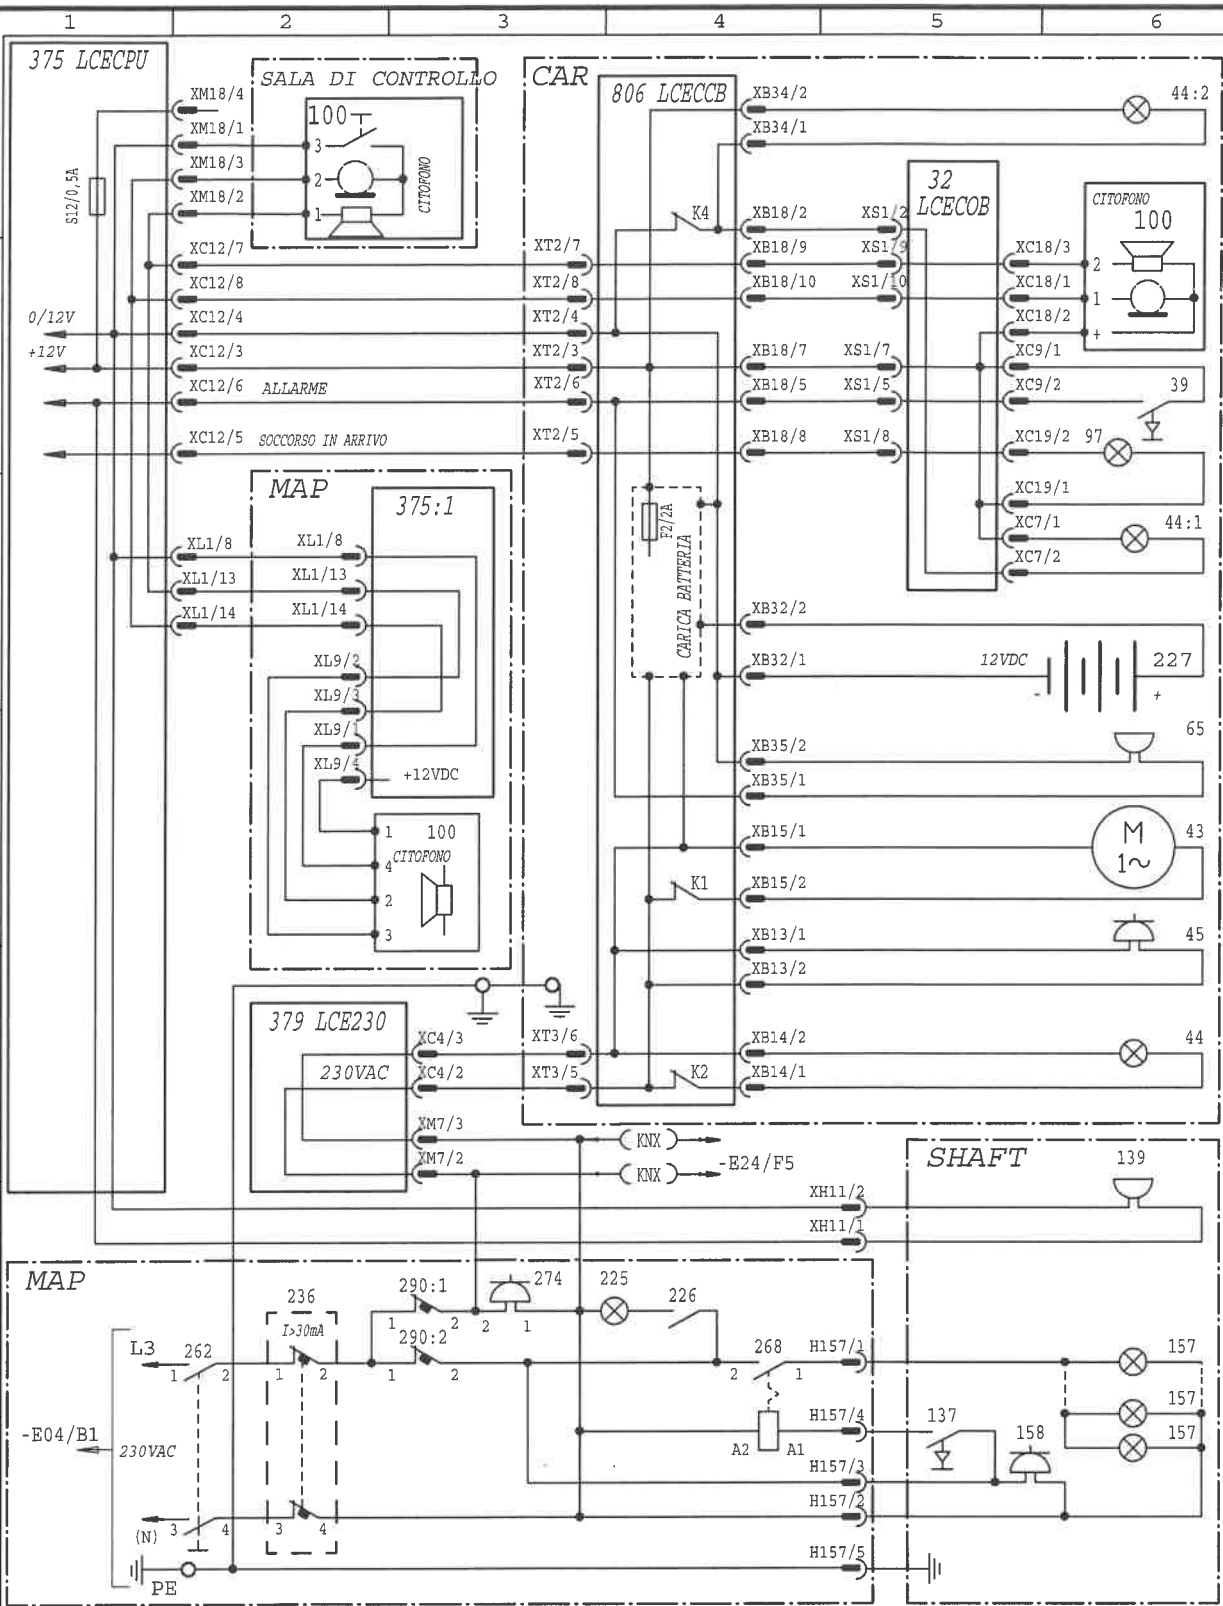 1 2 3 4 5 6
375 LCECPU
SALA DI CONTROLLO
CAR
806 LCECCB
XM18/4
XM18/1
XM18/3
XM18/2
S12/0,5A
100
3
2
1
CITOFONO
XB34/2
44:2
XB34/1
32
LCECOB
CITOFONO
100
2
1
+
K4
XB18/2
XS1/2
XC12/7
XT2/7
XB18/9
XS1/9
XC18/3
XC12/8
XT2/8
XB18/10
XS1/10
XC18/1
0/12V
XC12/4
XT2/4
XC18/2
+12V
XC12/3
XT2/3
XB18/7
XS1/7
XC9/1
XC12/6
ALLARME
XT2/6
XB18/5
XS1/5
XC9/2
39
XC12/5
SOCCORSO IN ARRIVO
XT2/5
XB18/8
XS1/8
XC19/2
97
XC19/1
XC7/1
44:1
XC7/2
MAP
375:1
F2/2A
CARICA BATTERIA
XL1/8
XL1/8
XL1/13
XL1/13
XL1/14
XL1/14
XL9/2
XL9/3
XL9/1
XL9/4
+12VDC
1
100
CITOFONO
4
2
3
XB32/2
XB32/1
12VDC
227
-
+
XB35/2
65
XB35/1
XB15/1
M
1~
43
K1
XB15/2
XB13/1
45
XB13/2
379 LCE230
230VAC
XC4/3
XT3/6
XB14/2
44
XC4/2
XT3/5
K2
XB14/1
XM7/3
KNX
XM7/2
KNX
-E24/F5
SHAFT
139
XH11/2
XH11/1
MAP
236
I>30mA
290:1
1
2
274
2
1
225
226
290:2
1
2
L3
262
1
2
1
2
268
2
1
H157/1
157
157
157
H157/4
137
158
A2
A1
H157/3
H157/2
-E04/B1
230VAC
(N)
3
4
3
4
H157/5
PE